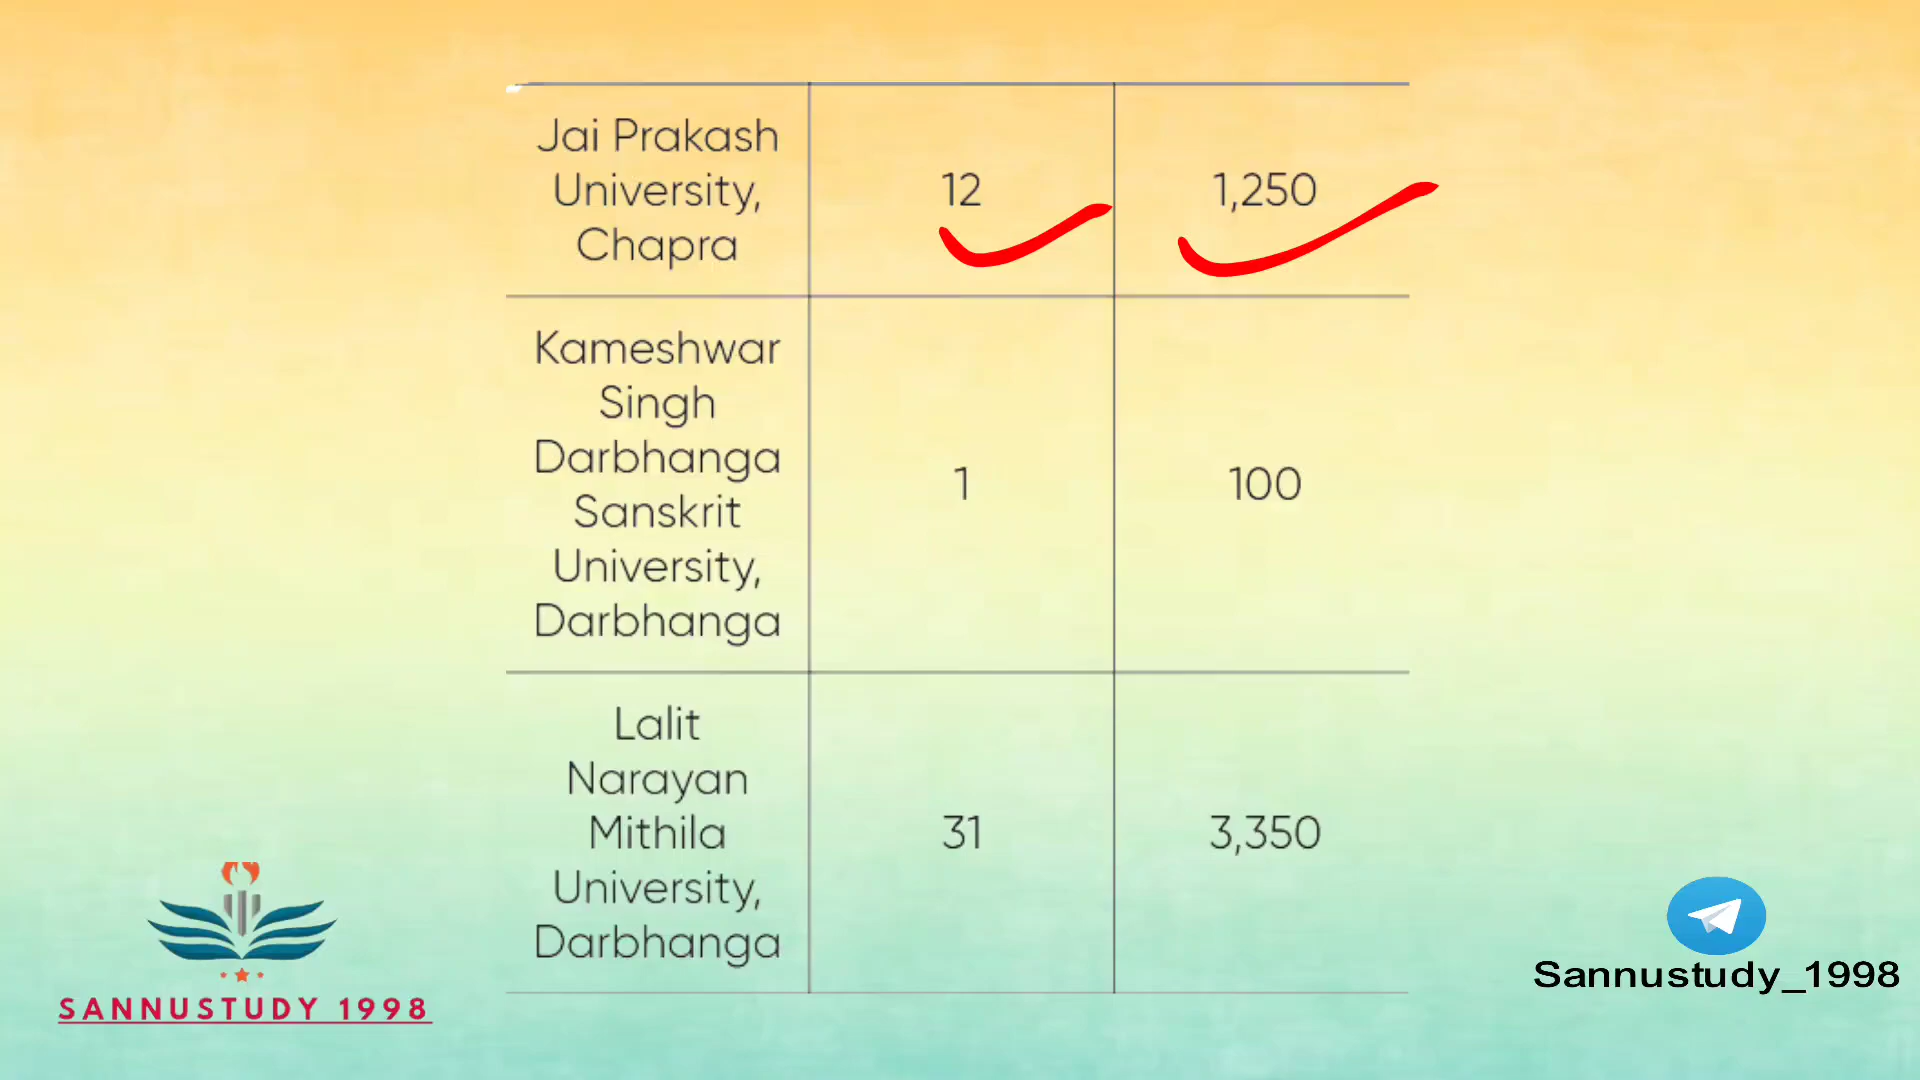 Jai Prakash
University,
Chapra
12
1,250
Kameshwar
Singh
Darbhanga
Sanskrit
University,
Darbhanga
1
100
Lalit
Narayan
Mithila
University,
Darbhanga
31
3,350
SANNUSTUDY 1998
Sannustudy_1998